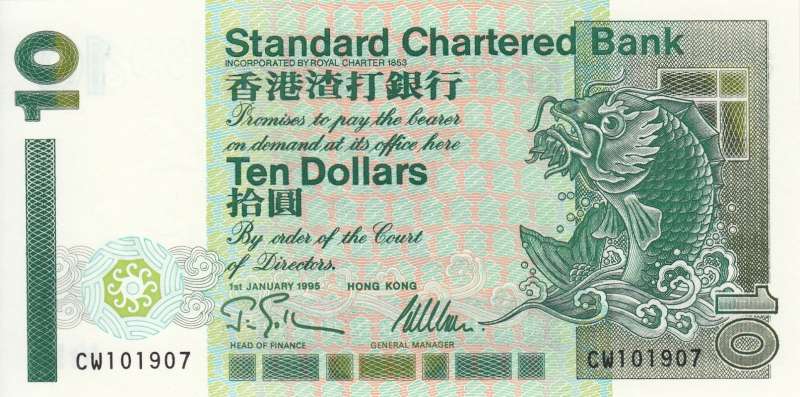 10
Standard Chartered Bank
INCORPORATED BY ROYAL CHARTER 1853
香港渣打銀行
Promises to pay the bearer
on demand at its office here
Ten Dollars
拾圓
By order of the Court
of Directors.
1ST JANUARY 1995 HONG KONG
HEAD OF FINANCE GENERAL MANAGER
CW101907
CW101907
10